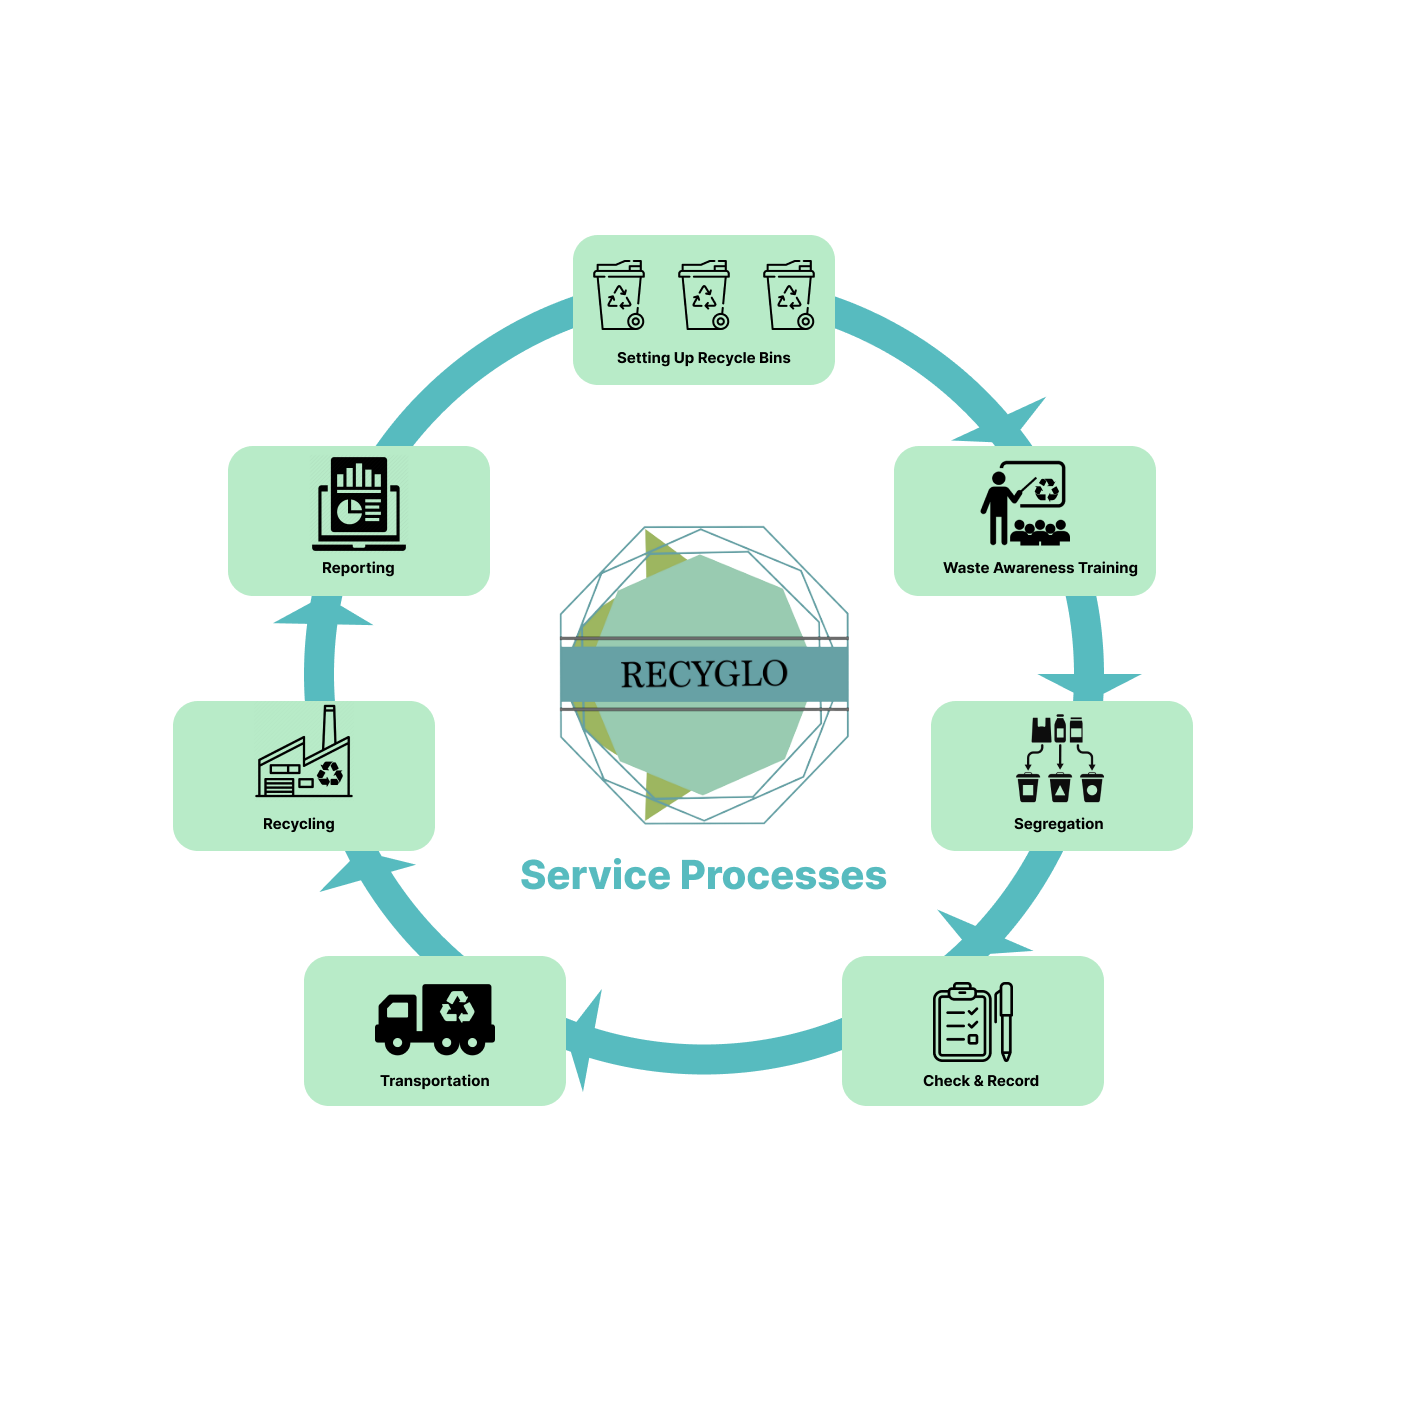 Setting Up Recycle Bins
Reporting
Waste Awareness Training
RECYGLO
Recycling
Segregation
Service Processes
Transportation
Check & Record